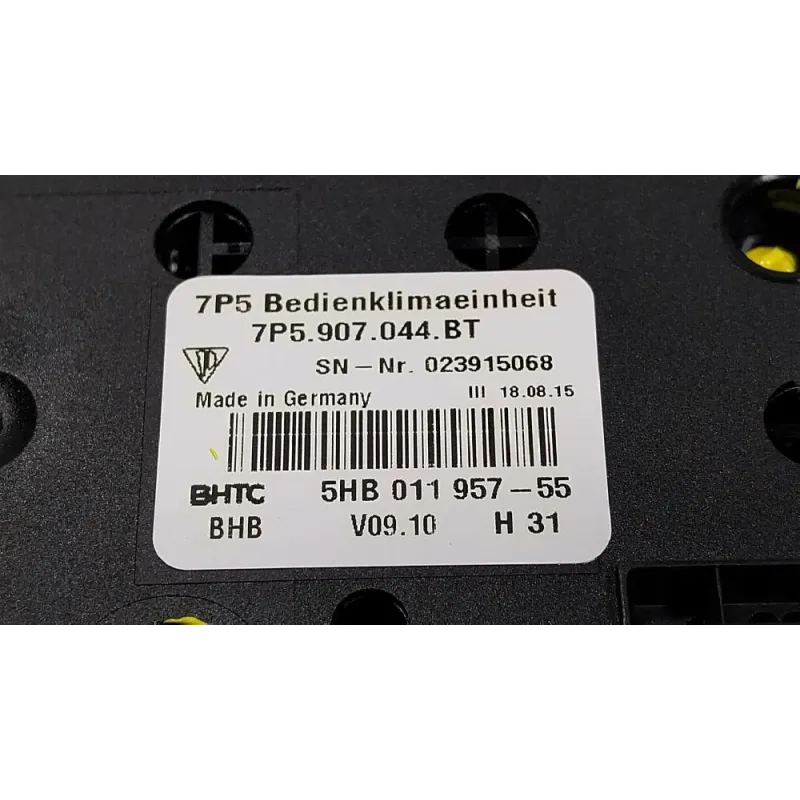 7P5 Bedienklimaeinheit
7P5.907.044.BT
SN-Nr. 023915068
Made in Germany III 18.08.15
BHTC 5HB 011 957-55
BHB V09.10 H 31